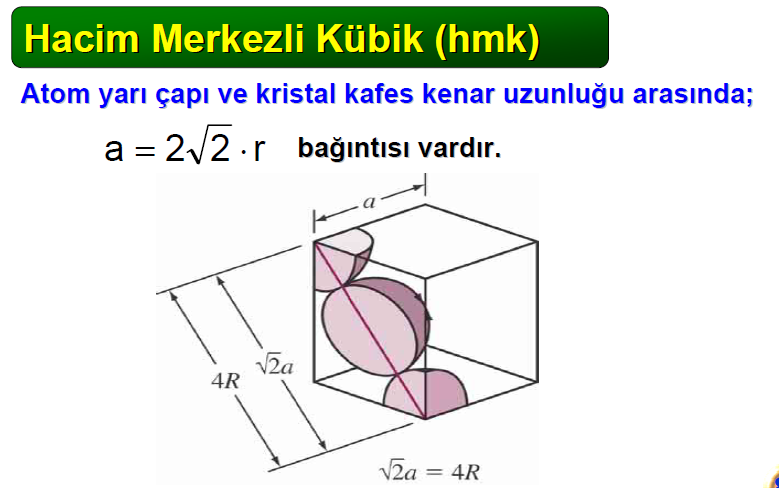 Hacim Merkezli Kübik (hmk)
Atom yarı çapı ve kristal kafes kenar uzunluğu arasında;
a = 2√2 · r bağıntısı vardır.
a
√2a
4R
√2a = 4R